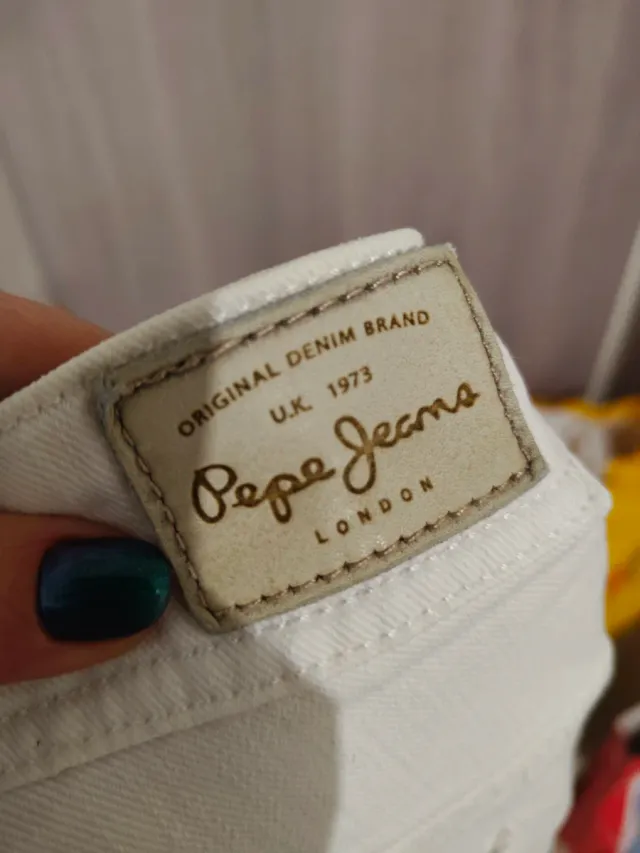 ORIGINAL DENIM BRAND
U.K. 1973
Pepe Jeans
LONDON